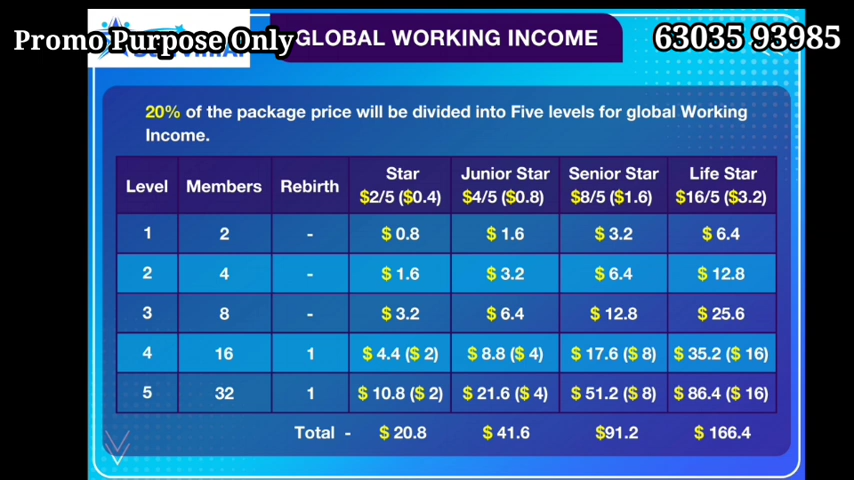 Promo Purpose Only
GLOBAL WORKING INCOME
63035 93985
20% of the package price will be divided into Five levels for global Working
Income.
Level Members Rebirth Star $2/5 ($0.4) Junior Star $4/5 ($0.8) Senior Star $8/5 ($1.6) Life Star $16/5 ($3.2)
1 2 - $ 0.8 $ 1.6 $ 3.2 $ 6.4
2 4 - $ 1.6 $ 3.2 $ 6.4 $ 12.8
3 8 - $ 3.2 $ 6.4 $ 12.8 $ 25.6
4 16 1 $ 4.4 ($ 2) $ 8.8 ($ 4) $ 17.6 ($ 8) $ 35.2 ($ 16)
5 32 1 $ 10.8 ($ 2) $ 21.6 ($ 4) $ 51.2 ($ 8) $ 86.4 ($ 16)
Total - $ 20.8 $ 41.6 $91.2 $ 166.4